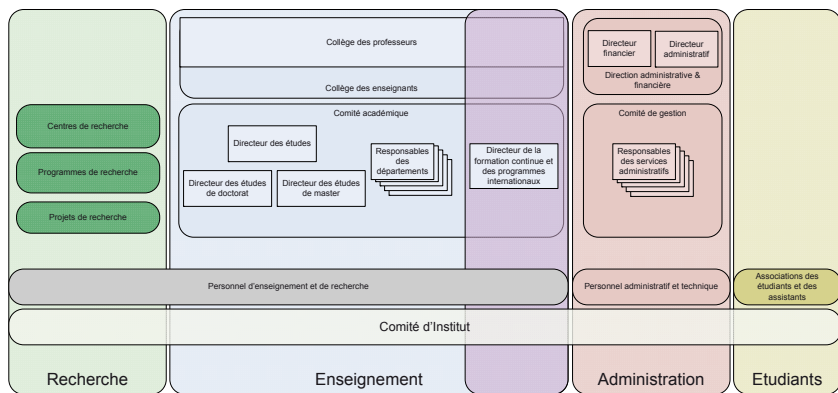 Collège des professeurs
Collège des enseignants
Directeur
financier
Directeur
administratif
Direction administrative &
financière
Centres de recherche
Programmes de recherche
Projets de recherche
Comité académique
Directeur des études
Directeur des études
de doctorat
Directeur des études
de master
Responsables
des
départements
Directeur de la
formation continue et
des programmes
internationaux
Comité de gestion
Responsables
des services
administratifs
Personnel d'enseignement et de recherche
Personnel administratif et technique
Associations des
étudiants et des
assistants
Comité d'Institut
Recherche
Enseignement
Administration
Etudiants